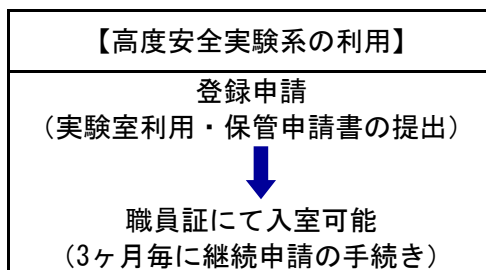 【高度安全実験系の利用】
登録申請
（実験室利用・保管申請書の提出）
職員証にて入室可能
（3ヶ月毎に継続申請の手続き）